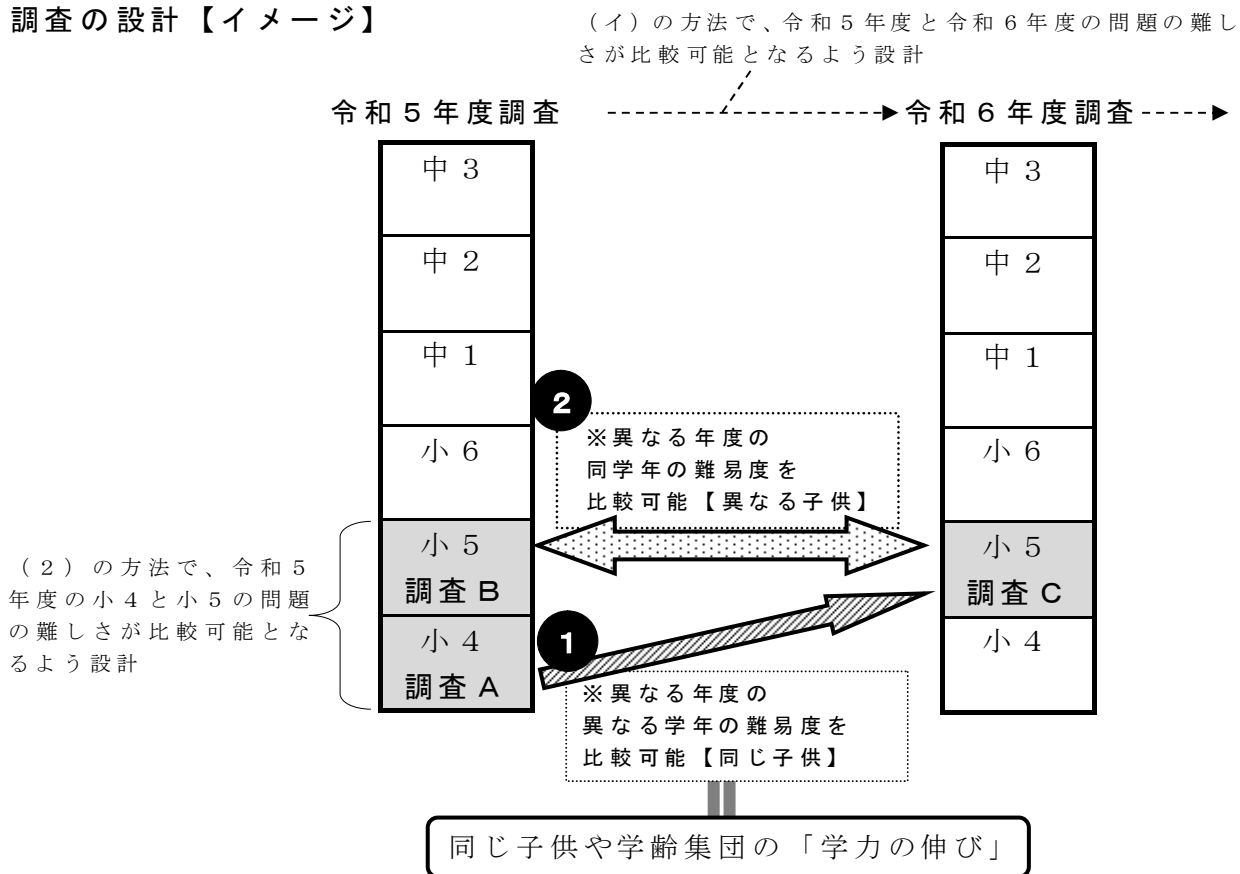 調査の設計【イメージ】
（イ）の方法で、令和５年度と令和６年度の問題の難し
さが比較可能となるよう設計
令和５年度調査
令和６年度調査
中３
中２
中１
小６
小５
調査Ｂ
小４
調査Ａ
（２）の方法で、令和５
年度の小４と小５の問題
の難しさが比較可能とな
るよう設計
2
※異なる年度の
同学年の難易度を
比較可能【異なる子供】
1
※異なる年度の
異なる学年の難易度を
比較可能【同じ子供】
中３
中２
中１
小６
小５
調査Ｃ
小４
同じ子供や学齢集団の「学力の伸び」